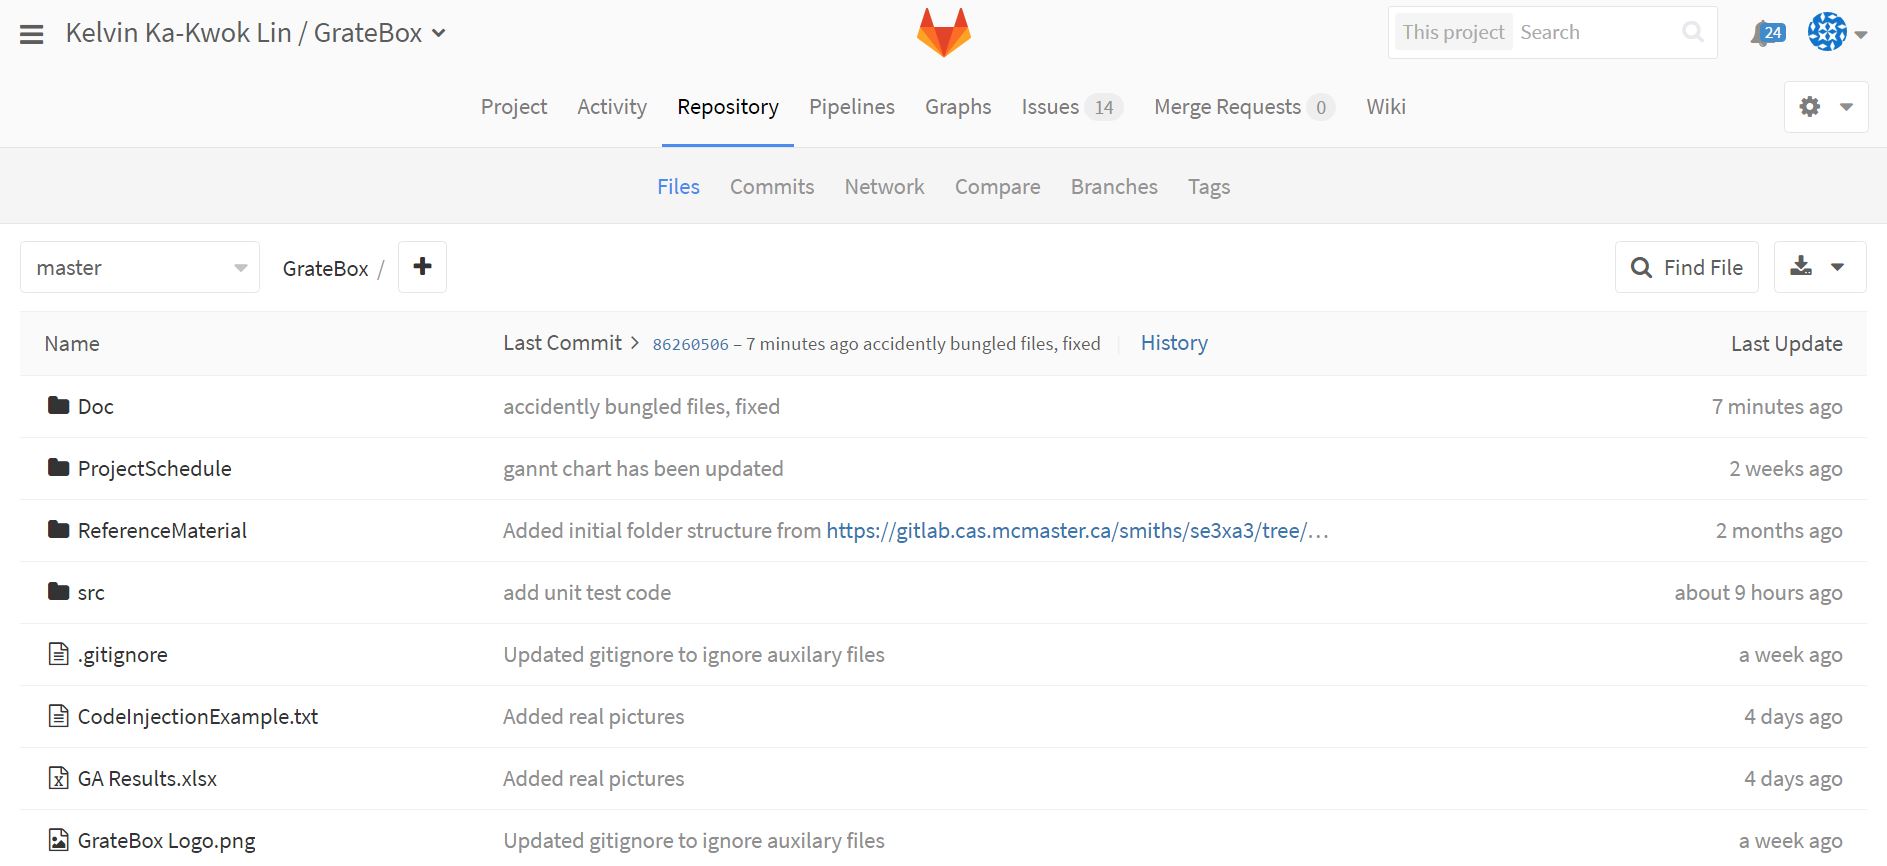 Kelvin Ka-Kwok Lin / GrateBox
This project Search
24
Project Activity Repository Pipelines Graphs Issues 14 Merge Requests 0 Wiki
Files Commits Network Compare Branches Tags
master GrateBox / Find File
Name Last Commit 86260506 – 7 minutes ago accidently bungled files, fixed History Last Update
Doc accidently bungled files, fixed 7 minutes ago
ProjectSchedule gannt chart has been updated 2 weeks ago
ReferenceMaterial Added initial folder structure from https://gitlab.cas.mcmaster.ca/smiths/se3xa3/tree/… 2 months ago
src add unit test code about 9 hours ago
.gitignore Updated gitignore to ignore auxilary files a week ago
CodeInjectionExample.txt Added real pictures 4 days ago
GA Results.xlsx Added real pictures 4 days ago
GrateBox Logo.png Updated gitignore to ignore auxilary files a week ago